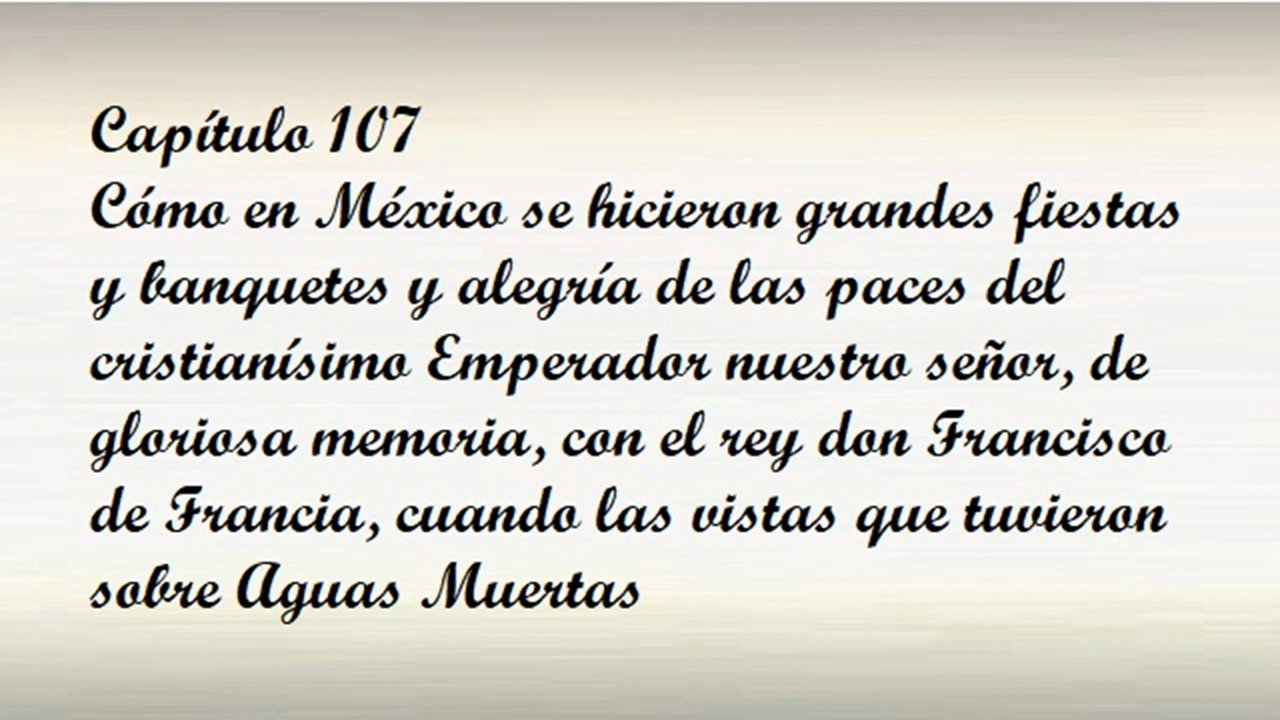 Capítulo 107
Cómo en México se hicieron grandes fiestas
y banquetes y alegría de las paces del
cristianísimo Emperador nuestro señor, de
gloriosa memoria, con el rey don Francisco
de Francia, cuando las vistas que tuvieron
sobre Aguas Muertas